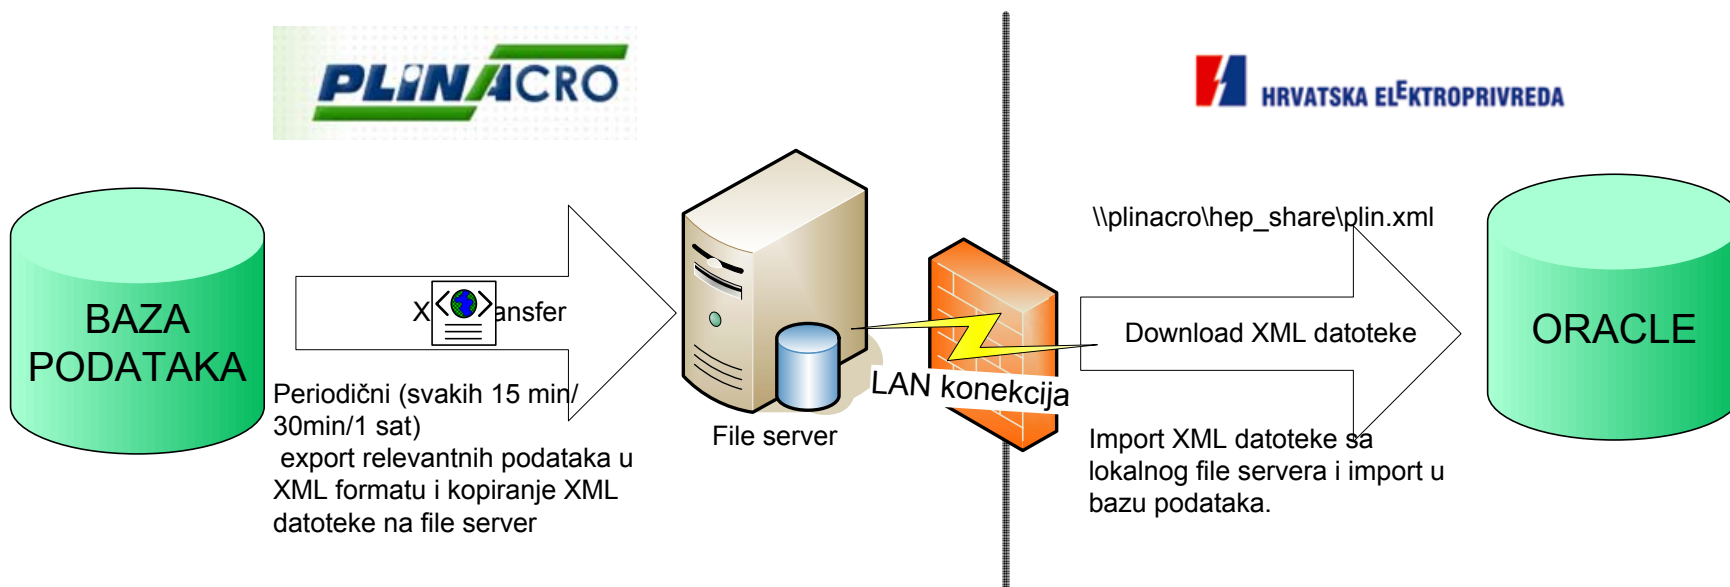 PLINACRO
HRVATSKA ELEKTROPRIVREDA
BAZA
PODATAKA
X ansfer
Periodični (svakih 15 min/
30min/1 sat)
export relevantnih podataka u
XML formatu i kopiranje XML
datoteke na file server
File server
LAN konekcija
\\plinacro\hep_share\plin.xml
Download XML datoteke
Import XML datoteke sa
lokalnog file servera i import u
bazu podataka.
ORACLE